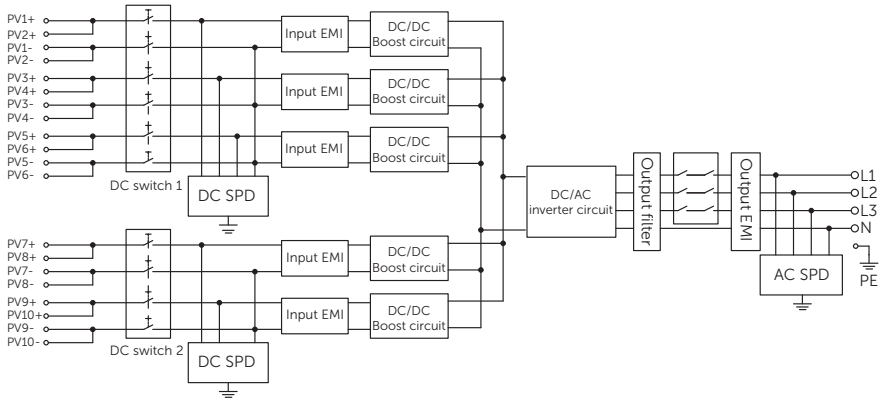 PV1+
PV2+
PV1-
PV2-
PV3+
PV4+
PV3-
PV4-
PV5+
PV6+
PV5-
PV6-
DC switch 1
DC SPD
Input EMI
DC/DC
Boost circuit
Input EMI
DC/DC
Boost circuit
Input EMI
DC/DC
Boost circuit
PV7+
PV8+
PV7-
PV8-
PV9+
PV10+
PV9-
PV10-
DC switch 2
DC SPD
Input EMI
DC/DC
Boost circuit
Input EMI
DC/DC
Boost circuit
DC/AC
inverter circuit
Output filter
Output EMI
L1
L2
L3
N
AC SPD
PE